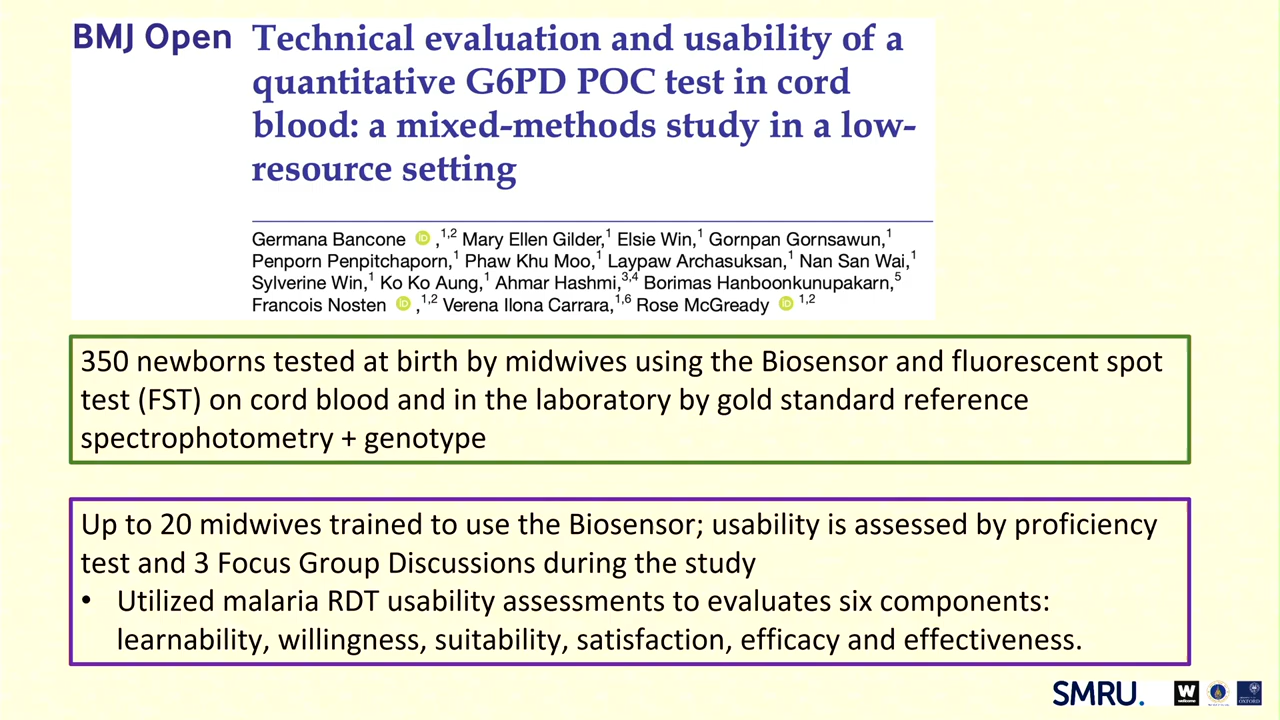 BMJ Open
Technical evaluation and usability of a
quantitative G6PD POC test in cord
blood: a mixed-methods study in a low-
resource setting
Germana Bancone iD ,1,2 Mary Ellen Gilder,1 Elsie Win,1 Gornpan Gornsawun,1
Penporn Penpitchaporn,1 Phaw Khu Moo,1 Laypaw Archasuksan,1 Nan San Wai,1
Sylverine Win,1 Ko Ko Aung,1 Ahmar Hashmi,3,4 Borimas Hanboonkunupakarn,5
Francois Nosten iD ,1,2 Verena Ilona Carrara,1,6 Rose McGready iD 1,2
350 newborns tested at birth by midwives using the Biosensor and fluorescent spot
test (FST) on cord blood and in the laboratory by gold standard reference
spectrophotometry + genotype
Up to 20 midwives trained to use the Biosensor; usability is assessed by proficiency
test and 3 Focus Group Discussions during the study
• Utilized malaria RDT usability assessments to evaluates six components:
learnability, willingness, suitability, satisfaction, efficacy and effectiveness.
SMRU.
W
OXFORD